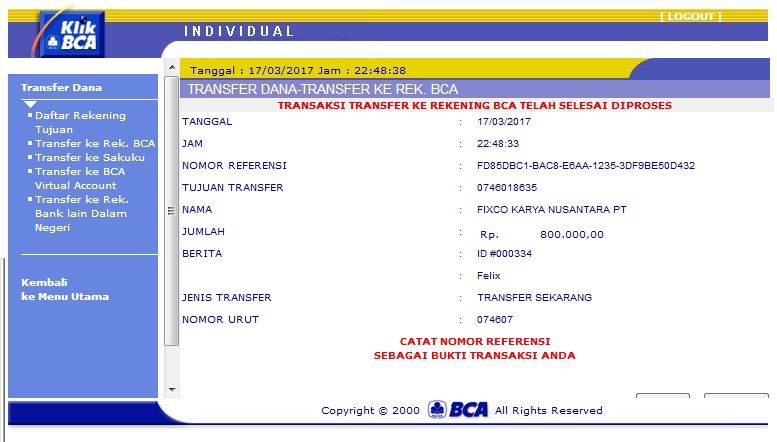 Klik
BCA
INDIVIDUAL
[ LOGOUT ]
Tanggal : 17/03/2017 Jam : 22:48:38
Transfer Dana
Daftar Rekening
Tujuan
Transfer ke Rek. BCA
Transfer ke Sakuku
Transfer ke BCA
Virtual Account
Transfer ke Rek.
Bank lain Dalam
Negeri
Kembali
ke Menu Utama
TRANSFER DANA-TRANSFER KE REK. BCA
TRANSAKSI TRANSFER KE REKENING BCA TELAH SELESAI DIPROSES
TANGGAL : 17/03/2017
JAM : 22:48:33
NOMOR REFERENSI : FD85DBC1-BAC8-E6AA-1235-3DF9BE50D432
TUJUAN TRANSFER : 0746018635
NAMA : FIXCO KARYA NUSANTARA PT
JUMLAH : Rp. 800.000,00
BERITA : ID #000334
: Felix
JENIS TRANSFER : TRANSFER SEKARANG
NOMOR URUT : 074607
CATAT NOMOR REFERENSI
SEBAGAI BUKTI TRANSAKSI ANDA
Copyright © 2000 BCA All Rights Reserved